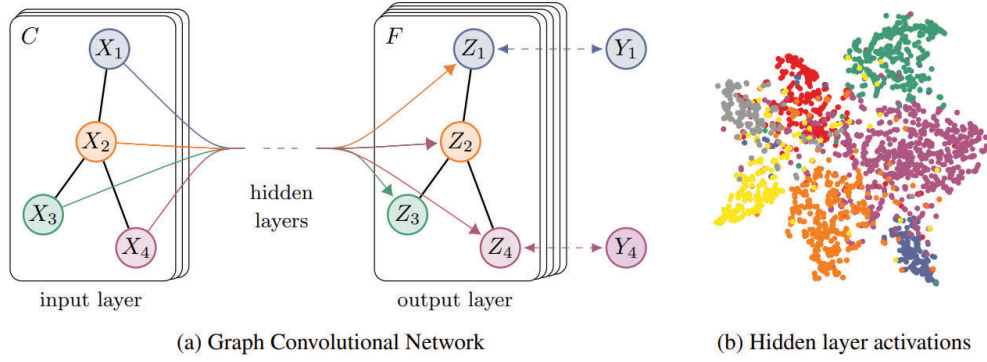 C
X1
X2
X3
X4
input layer
hidden
layers
F
Z1
Z2
Z3
Z4
output layer
Y1
Y4
(a) Graph Convolutional Network
(b) Hidden layer activations